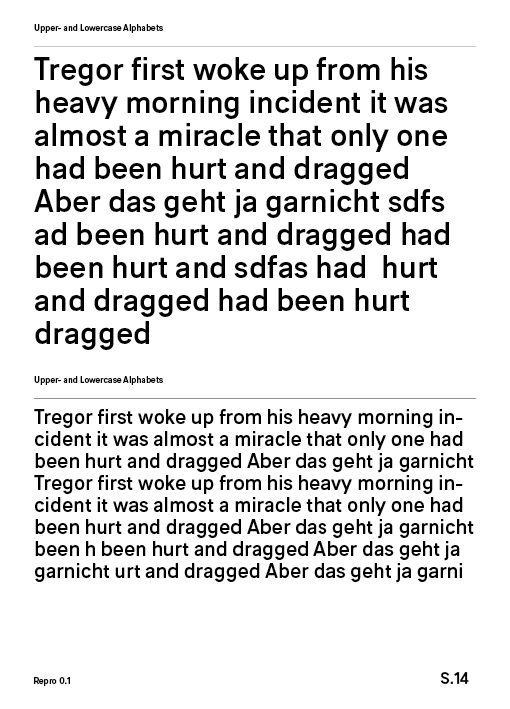 Upper- and Lowercase Alphabets
Tregor first woke up from his
heavy morning incident it was
almost a miracle that only one
had been hurt and dragged
Aber das geht ja garnicht sdfs
ad been hurt and dragged had
been hurt and sdfas had  hurt
and dragged had been hurt
dragged
Upper- and Lowercase Alphabets
Tregor first woke up from his heavy morning in-
cident it was almost a miracle that only one had
been hurt and dragged Aber das geht ja garnicht
Tregor first woke up from his heavy morning in-
cident it was almost a miracle that only one had
been hurt and dragged Aber das geht ja garnicht
been h been hurt and dragged Aber das geht ja
garnicht urt and dragged Aber das geht ja garni
Repro 0.1
S.14